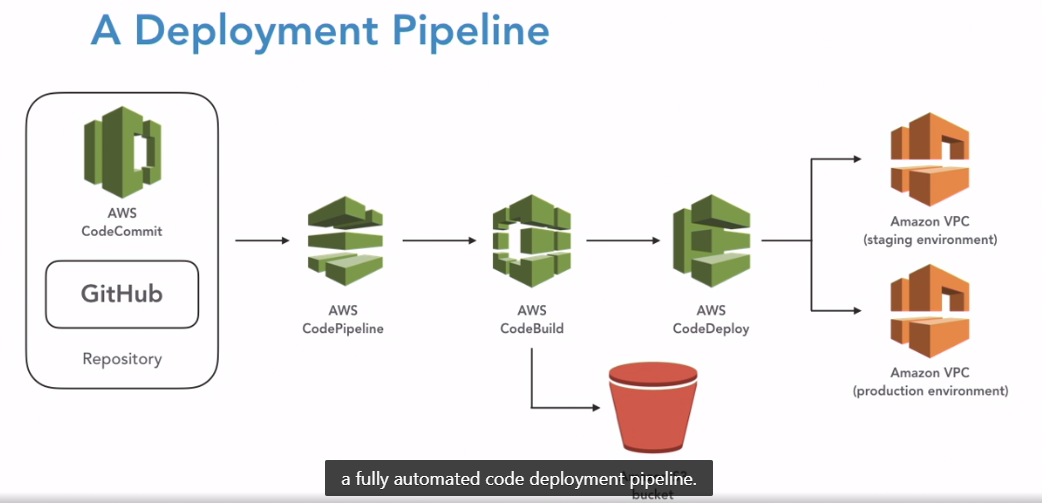 A Deployment Pipeline
AWS
CodeCommit
GitHub
Repository
AWS
CodePipeline
AWS
CodeBuild
AWS
CodeDeploy
Amazon VPC
(staging environment)
Amazon VPC
(production environment)
bucket
a fully automated code deployment pipeline.